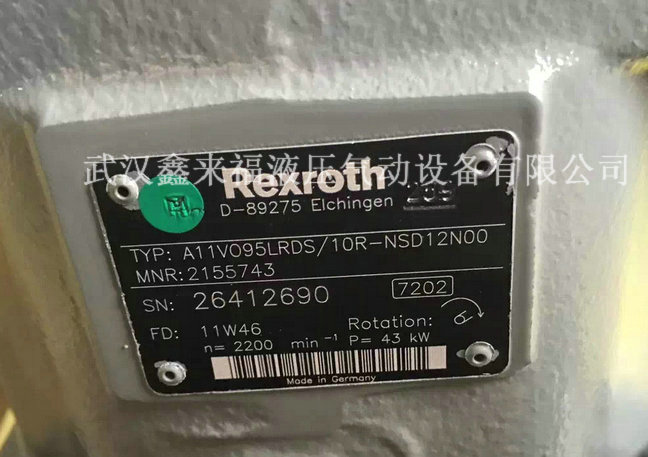 武汉鑫来福液压气动设备有限公司
Rexroth
D-89275 Elchingen
TYP: A11VO95LRDS/10R-NSD12N00
MNR: 2155743
SN: 26412690 7202
FD: 11W46 Rotation:
n= 2200 min -1 P= 43 kW
Made in Germany